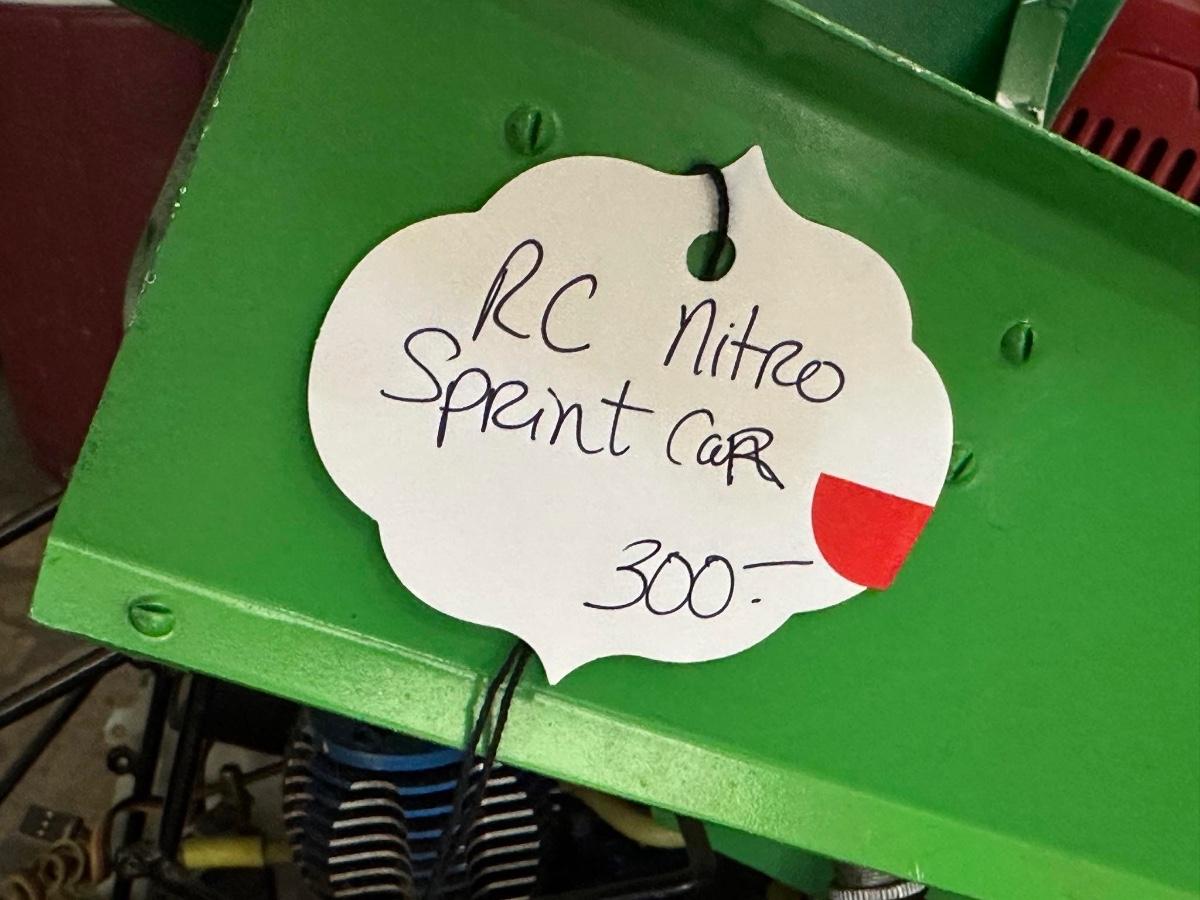 RC Nitro
Sprint Car
300.-